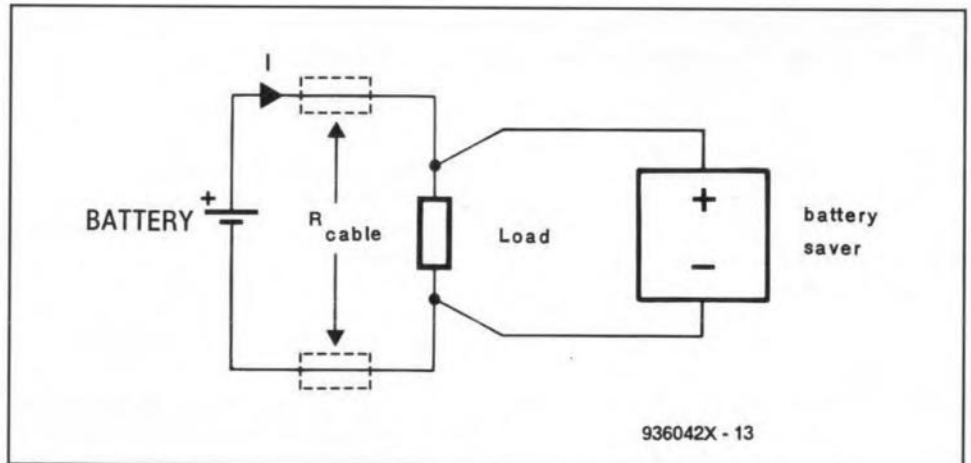 I
+
BATTERY
R
cable
Load
+
−
battery
saver
936042X - 13